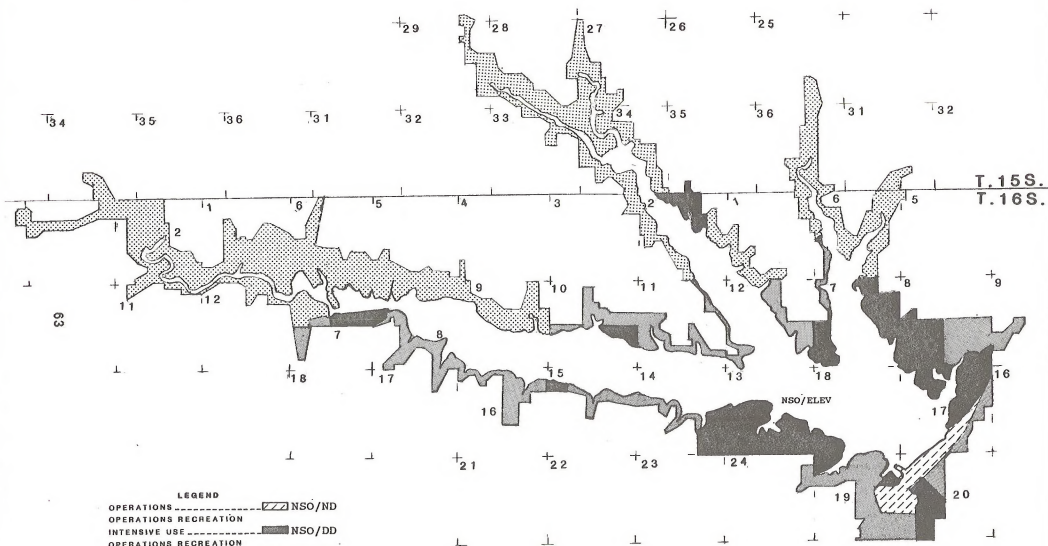 29 28 27 26 25
34 35 36 31 32 33 34 35 36 31 32
T.15S.
1 6 5 4 3 2 1 6 5
T.16S.
2
11 12 9 10 11 12 7 8 9
63
7 8
18 17 15 14 13 18 16
NSO/ELEV
16 17
21 22 23 24 19 20
LEGEND
OPERATIONS NSO/ND
OPERATIONS RECREATION
INTENSIVE USE NSO/DD
OPERATIONS RECREATION